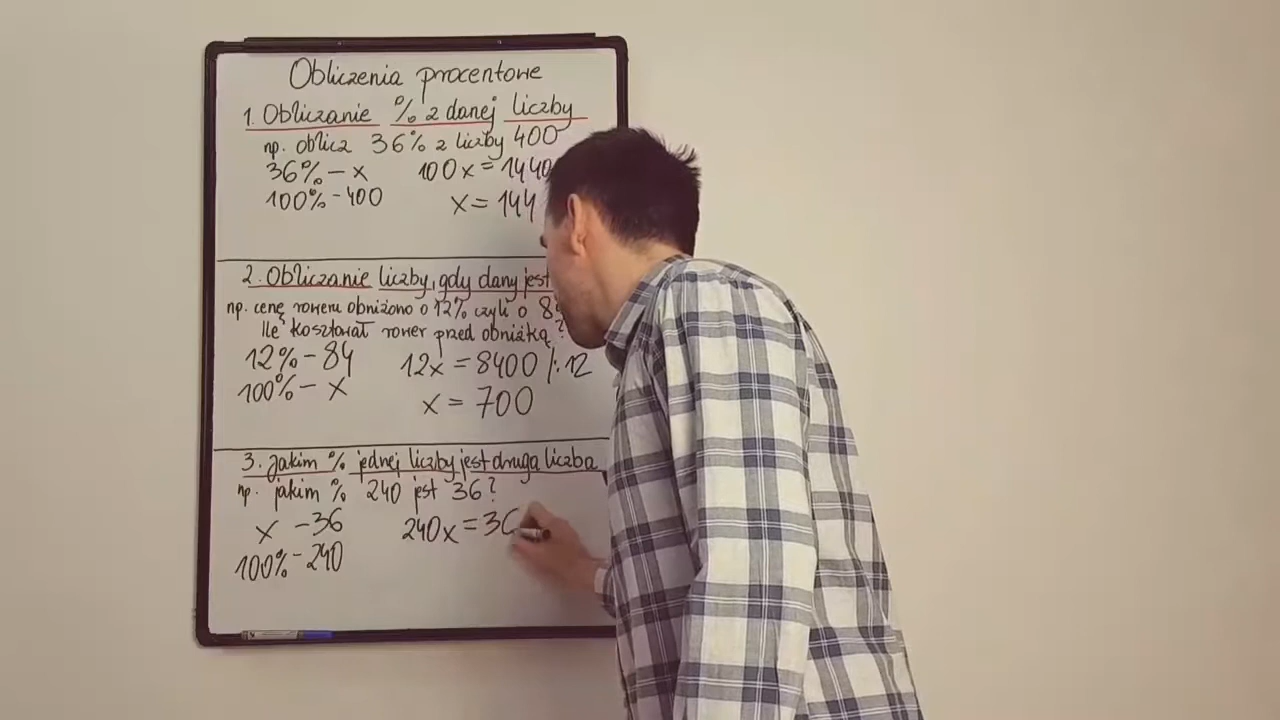 Obliczenia procentowe
1. Obliczanie % z danej liczby
np. oblicz 36% z liczby 400
36% – x 100x = 1440
100% – 400 x = 144
2. Obliczanie liczby, gdy dany jest
np. cenę roweru obniżono o 12% czyli o 8
Ile kosztował rower przed obniżką?
12% – 84 12x = 8400 /:12
100% – x x = 700
3. Jakim % jednej liczby jest druga liczba
np. jakim % 240 jest 36?
x – 36 240x = 36
100% – 240